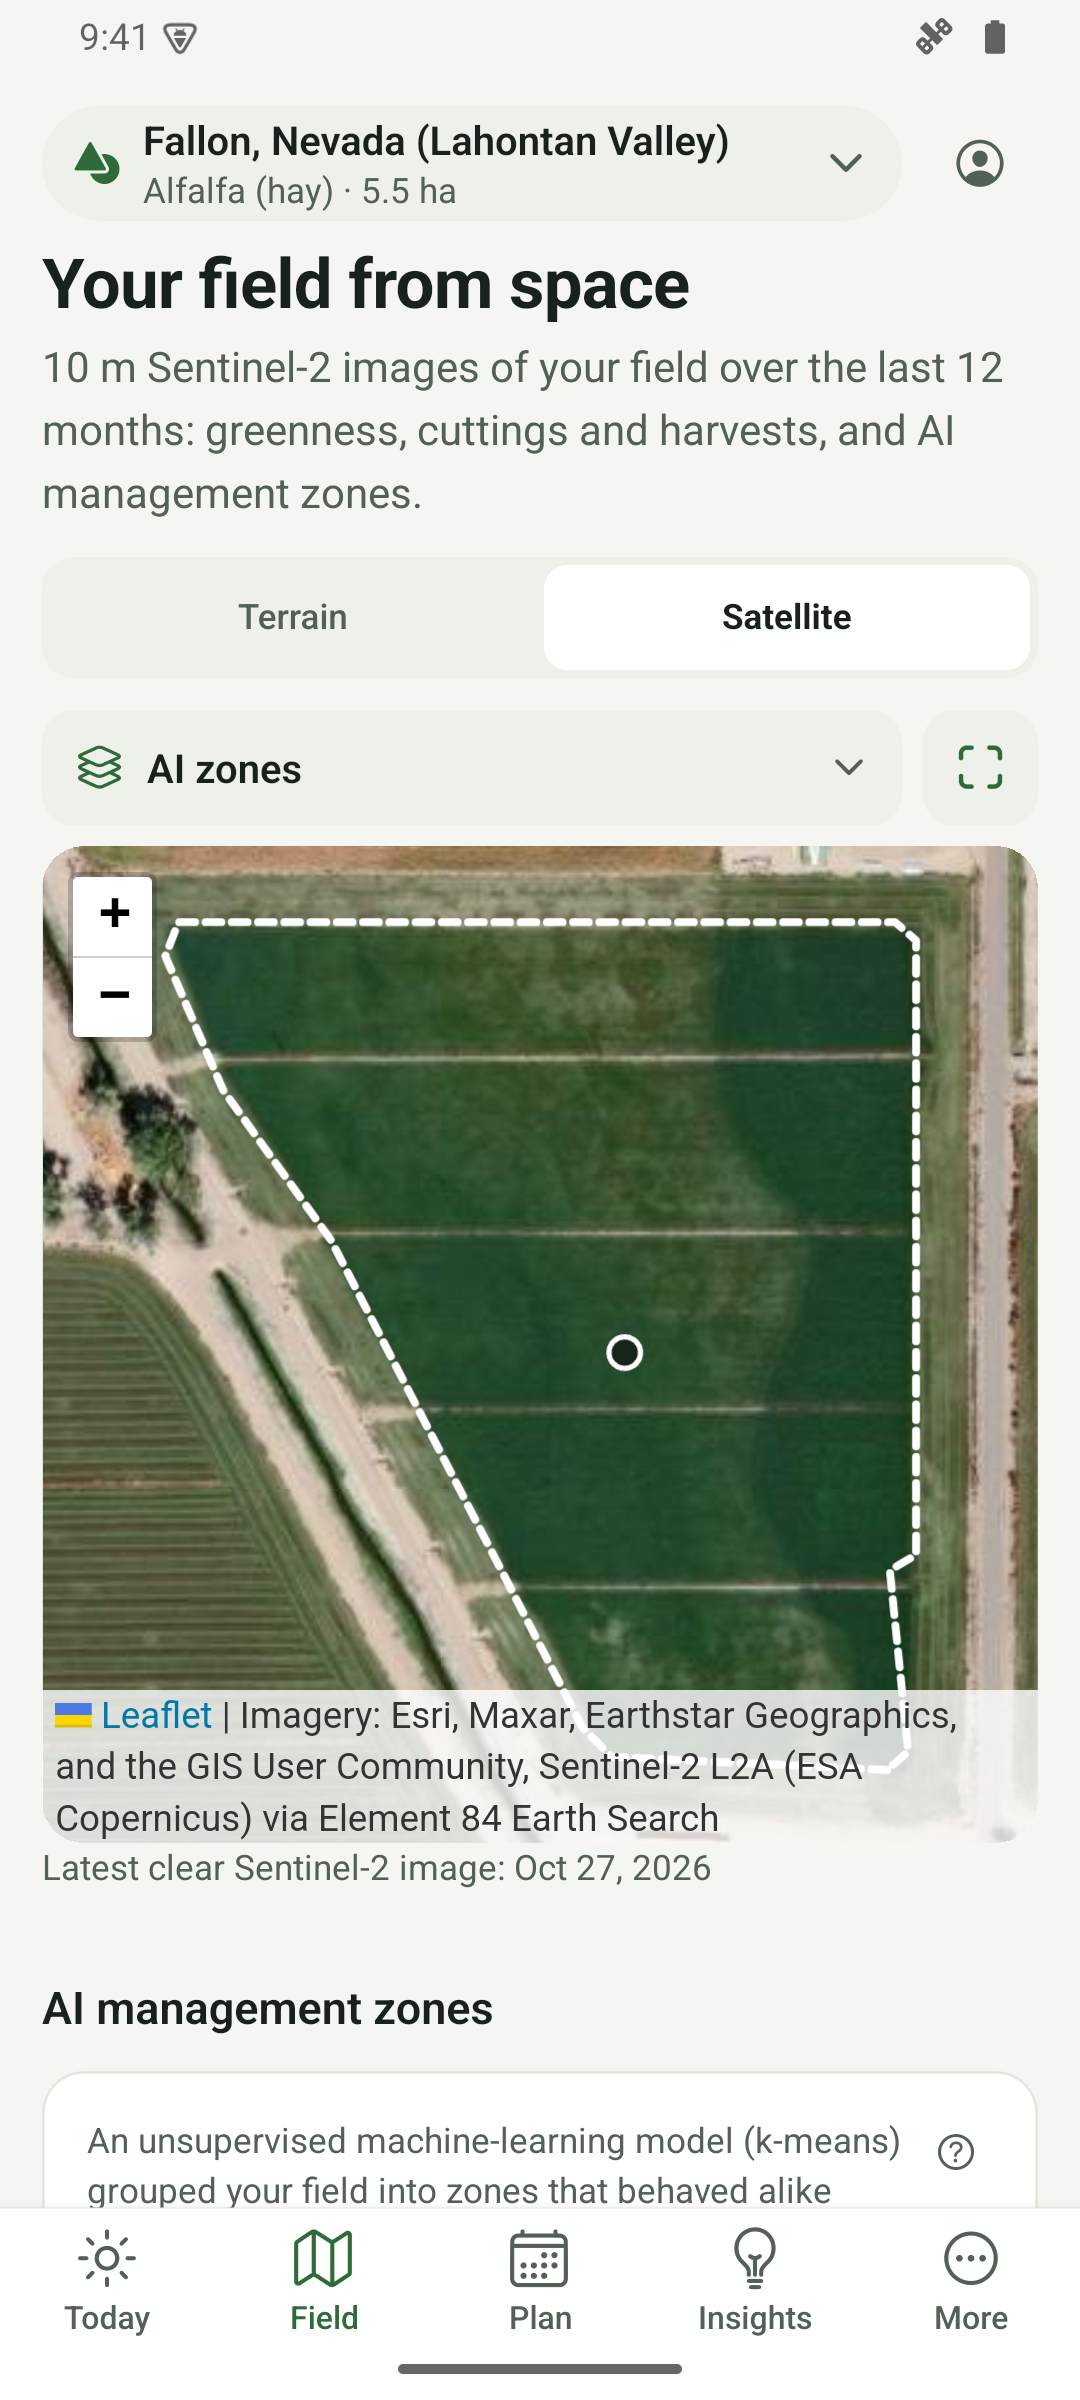 9:41
Fallon, Nevada (Lahontan Valley)
Alfalfa (hay) · 5.5 ha
Your field from space
10 m Sentinel-2 images of your field over the last 12
months: greenness, cuttings and harvests, and AI
management zones.
Terrain
Satellite
AI zones
+
−
Leaflet | Imagery: Esri, Maxar, Earthstar Geographics,
and the GIS User Community, Sentinel-2 L2A (ESA
Copernicus) via Element 84 Earth Search
Latest clear Sentinel-2 image: Oct 27, 2026
AI management zones
An unsupervised machine-learning model (k-means)
grouped your field into zones that behaved alike
Today
Field
Plan
Insights
More